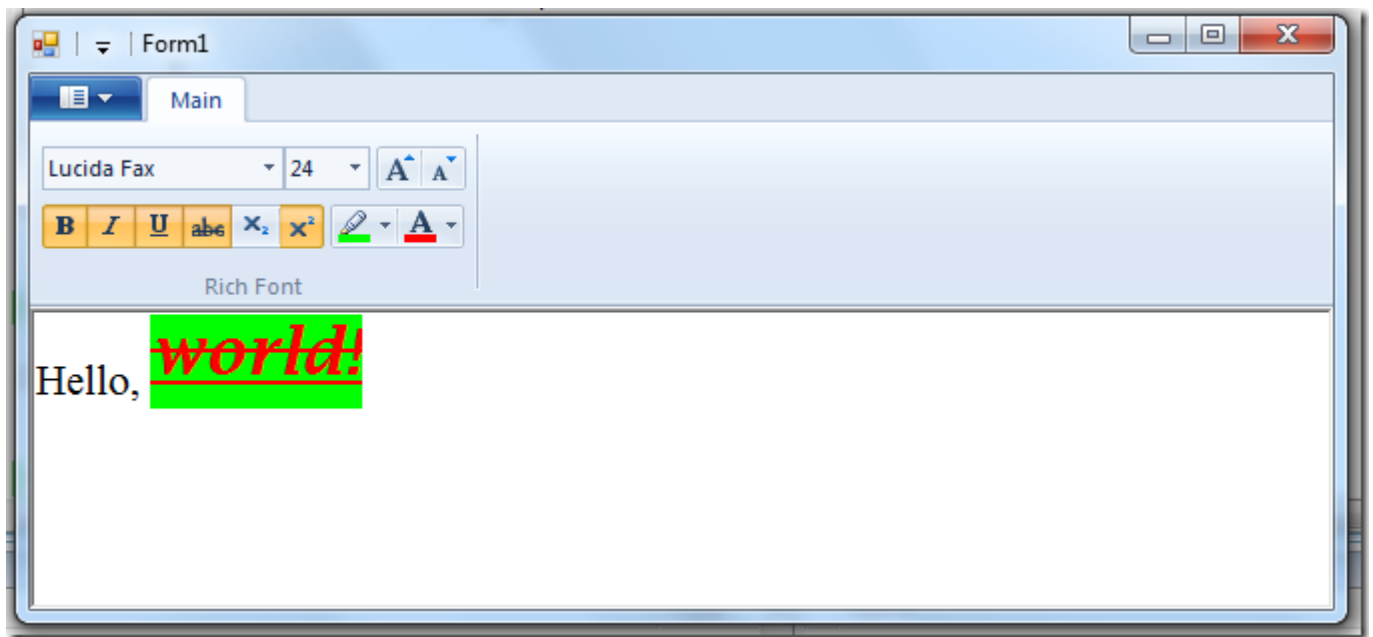 Form1
Main
Lucida Fax 24 A A
B I U abc X₂ X² A
Rich Font
Hello, world!